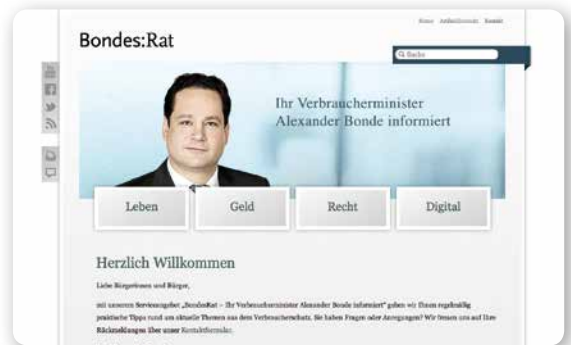 Home Artikelübersicht Kontakt
Bondes:Rat
Suche
Ihr Verbraucherminister
Alexander Bonde informiert
Leben Geld Recht Digital
Herzlich Willkommen
Liebe Bürgerinnen und Bürger,
mit unserem Serviceangebot „BondesRat – Ihr Verbraucherminister Alexander Bonde informiert“ geben wir Ihnen regelmäßig
praktische Tipps rund um aktuelle Themen aus dem Verbraucherschutz. Sie haben Fragen oder Anregungen? Wir freuen uns auf Ihre
Rückmeldungen über unser Kontaktformular.